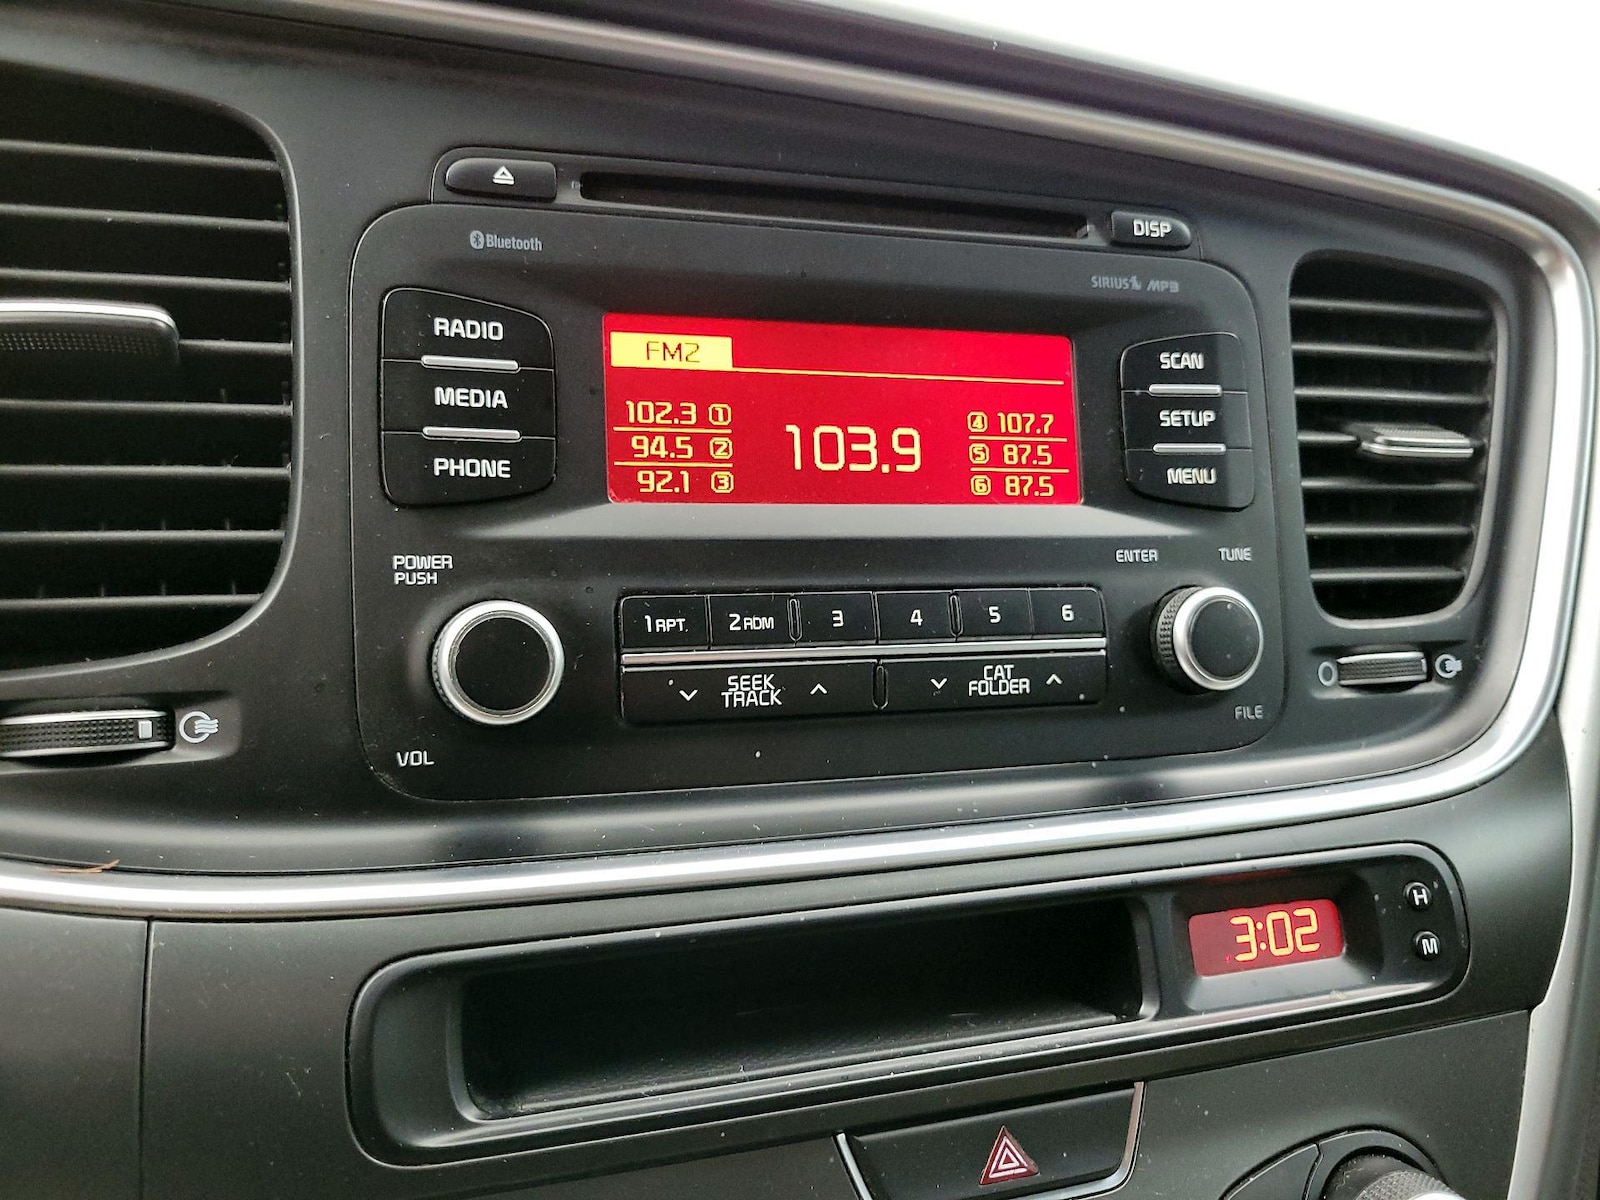 DISP
Bluetooth
SIRIUS MP3
RADIO
MEDIA
PHONE
FM2
102.3 1
94.5 2
92.1 3
103.9
4 107.7
5 87.5
6 87.5
SCAN
SETUP
MENU
POWER
PUSH
VOL
1 RPT
2 RDM
3
4
5
6
SEEK
TRACK
CAT
FOLDER
ENTER
TUNE
FILE
3:02
H
M